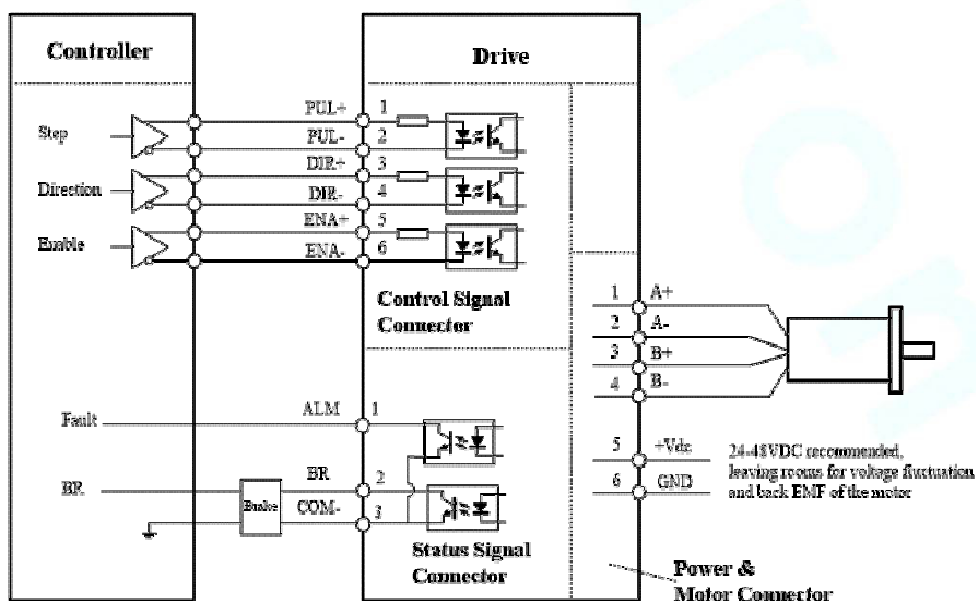 Controller
Drive
Step
Direction
Enable
PUL+
PUL-
DIR+
DIR-
ENA+
ENA-
1
2
3
4
5
6
Control Signal
Connector
1
2
3
4
5
6
A+
A-
B+
B-
+Vdc
GND
24-48VDC recommended,
leaving rooms for voltage fluctuation
and back EMF of the motor
Fault
BR
ALM
BR
COM-
Brake
1
2
3
Status Signal
Connector
Power &
Motor Connector